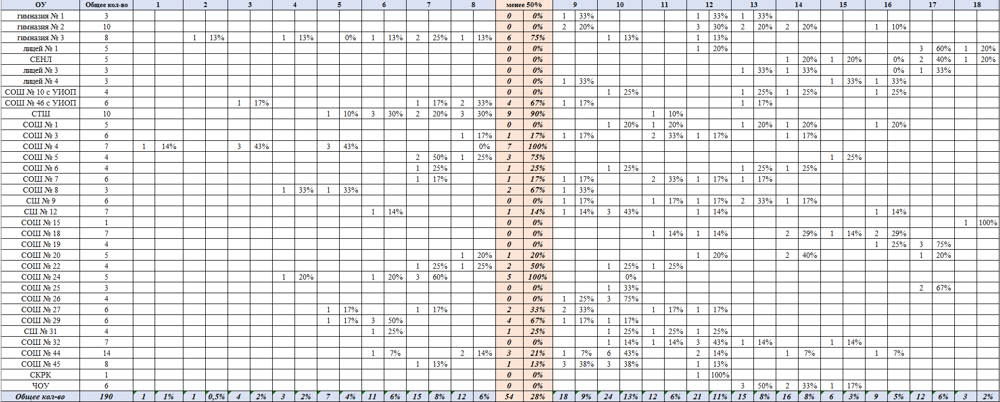 ОУ Общее кол-во 1 2 3 4 5 6 7 8 менее 50% 9 10 11 12 13 14 15 16 17 18
гимназия № 1 3 0 0% 1 33% 1 33% 1 33%
гимназия № 2 10 0 0% 2 20% 3 30% 2 20% 2 20% 1 10%
гимназия № 3 8 1 13% 1 13% 0% 1 13% 2 25% 1 13% 6 75% 1 13% 1 13%
лицей № 1 5 0 0% 1 20% 3 60% 1 20%
СЕНЛ 5 0 0% 1 20% 1 20% 0% 2 40% 1 20%
лицей № 3 3 0 0% 1 33% 1 33% 0% 1 33%
лицей № 4 3 0 0% 1 33% 1 33% 1 33%
СОШ № 10 с УИОП 4 0 0% 1 25% 1 25% 1 25% 1 25%
СОШ № 46 с УИОП 6 1 17% 1 17% 2 33% 4 67% 1 17% 1 17%
СТШ 10 1 10% 3 30% 2 20% 3 30% 9 90% 1 10%
СОШ № 1 5 0 0% 1 20% 1 20% 1 20% 1 20% 1 20%
СОШ № 3 6 1 17% 1 17% 1 17% 2 33% 1 17% 1 17%
СОШ № 4 7 1 14% 3 43% 3 43% 0% 7 100%
СОШ № 5 4 2 50% 1 25% 3 75% 1 25%
СОШ № 6 4 1 25% 1 25% 1 25% 1 25% 1 25%
СОШ № 7 6 1 17% 1 17% 1 17% 2 33% 1 17% 1 17%
СОШ № 8 3 1 33% 1 33% 2 67% 1 33%
СШ № 9 6 0 0% 1 17% 1 17% 1 17% 2 33% 1 17%
СШ № 12 7 1 14% 1 14% 1 14% 3 43% 1 14% 1 14%
СОШ № 15 1 0 0% 1 100%
СОШ № 18 7 0 0% 1 14% 1 14% 2 29% 1 14% 2 29%
СОШ № 19 4 0 0% 1 25% 3 75%
СОШ № 20 5 1 20% 1 20% 1 20% 2 40% 1 20%
СОШ № 22 4 1 25% 1 25% 2 50% 1 25% 1 25%
СОШ № 24 5 1 20% 1 20% 3 60% 5 100% 0%
СОШ № 25 3 0 0% 1 33% 2 67%
СОШ № 26 4 0 0% 1 25% 3 75%
СОШ № 27 6 1 17% 1 17% 2 33% 2 33% 1 17% 1 17%
СОШ № 29 6 1 17% 3 50% 4 67% 1 17% 1 17%
СШ № 31 4 1 25% 1 25% 1 25% 1 25% 1 25%
СОШ № 32 7 0 0% 1 14% 1 14% 3 43% 1 14% 1 14%
СОШ № 44 14 1 7% 2 14% 3 21% 1 7% 6 43% 2 14% 1 7% 1 7%
СОШ № 45 8 1 13% 1 13% 3 38% 3 38% 1 13%
СКРК 1 0 0% 1 100%
ЧОУ 6 0 0% 3 50% 2 33% 1 17%
Общее кол-во 190 1 1% 1 0,5% 4 2% 3 2% 7 4% 11 6% 15 8% 12 6% 54 28% 18 9% 24 13% 12 6% 21 11% 15 8% 16 8% 6 3% 9 5% 12 6% 3 2%